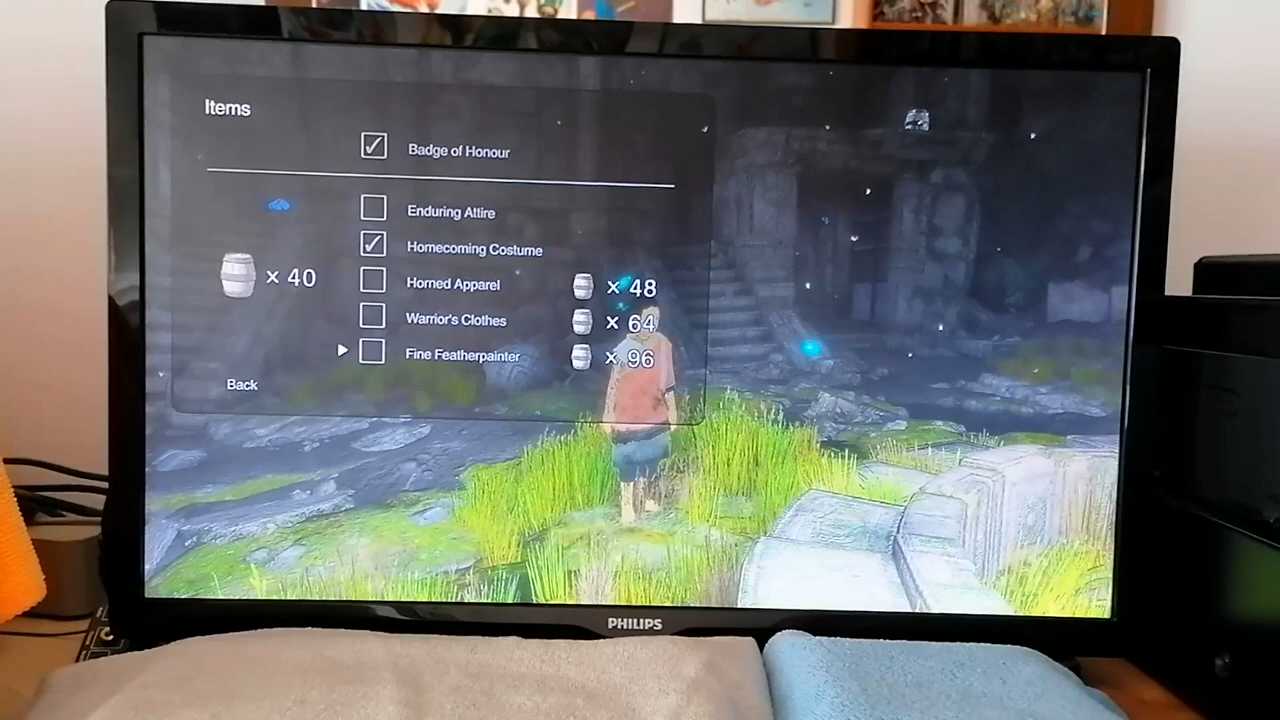 Items
Badge of Honour
Enduring Attire
Homecoming Costume
× 40
Horned Apparel × 48
Warrior's Clothes × 64
Fine Featherpainter × 96
Back
PHILIPS